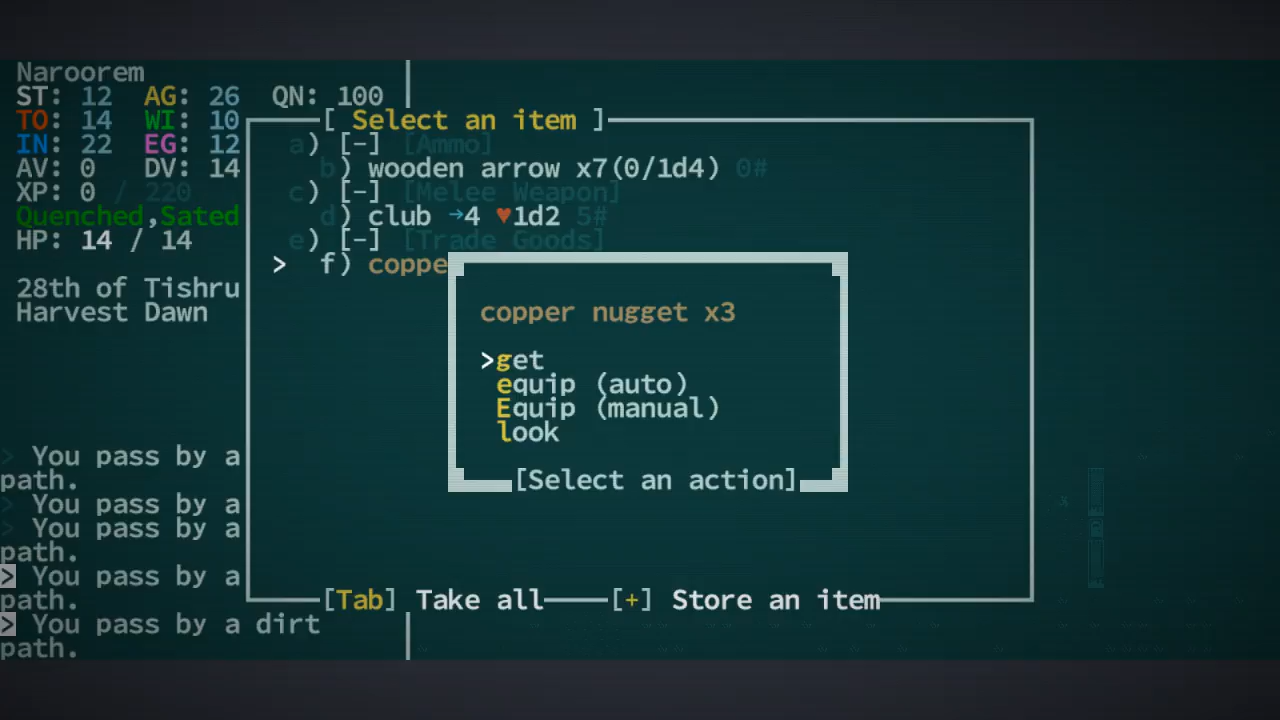 Naroorem
ST: 12 AG: 26 QN: 100
TO: 14 WI: 10
IN: 22 EG: 12
AV: 0 DV: 14
XP: 0 / 220
Quenched,Sated
HP: 14 / 14
28th of Tishru
Harvest Dawn
> You pass by a
path.
> You pass by a
> You pass by a
path.
> You pass by a
path.
> You pass by a dirt
path.
[ Select an item ]
a) [-] [Ammo]
b) wooden arrow x7(0/1d4) 0#
c) [-] [Melee Weapon]
d) club →4 ♥1d2 5#
e) [-] [Trade Goods]
> f) coppe
copper nugget x3
>get
equip (auto)
Equip (manual)
look
[Select an action]
[Tab] Take all [+] Store an item